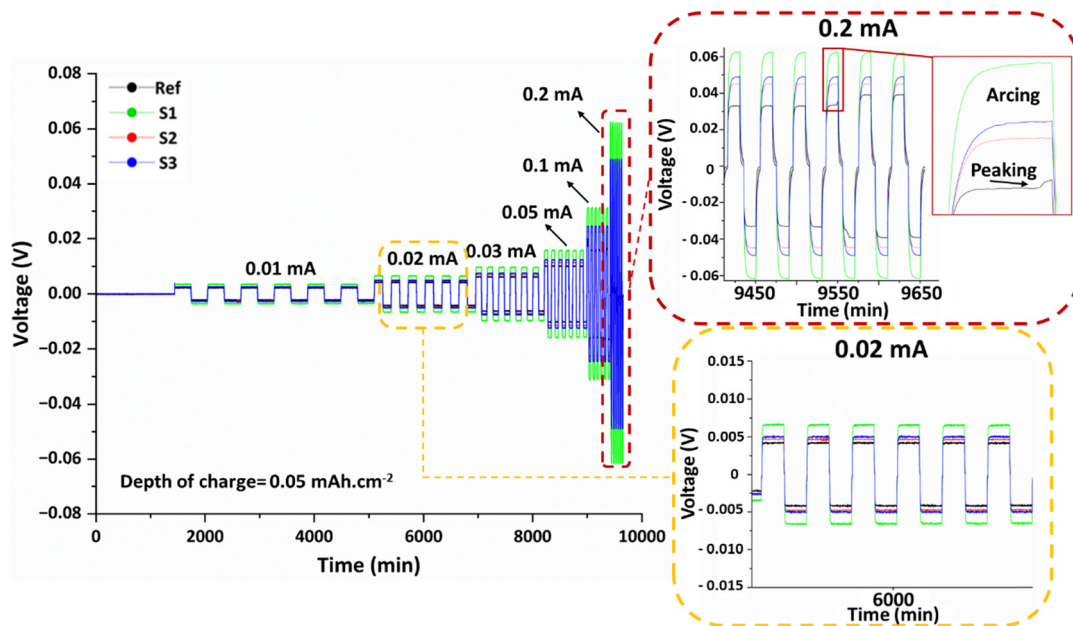 0.08
0.06
0.04
0.02
0.00
−0.02
−0.04
−0.06
−0.08
Voltage (V)
0
2000
4000
6000
8000
10000
Time (min)
Ref
S1
S2
S3
0.01 mA
0.02 mA
0.03 mA
0.05 mA
0.1 mA
0.2 mA
Depth of charge= 0.05 mAh.cm⁻²
0.2 mA
0.06
0.04
0.02
0
- 0.02
- 0.04
- 0.06
Voltage (V)
9450
9550
9650
Time (min)
Arcing
Peaking
0.02 mA
0.015
0.010
0.005
0
- 0.005
- 0.010
- 0.015
Voltage (V)
6000
Time (min)